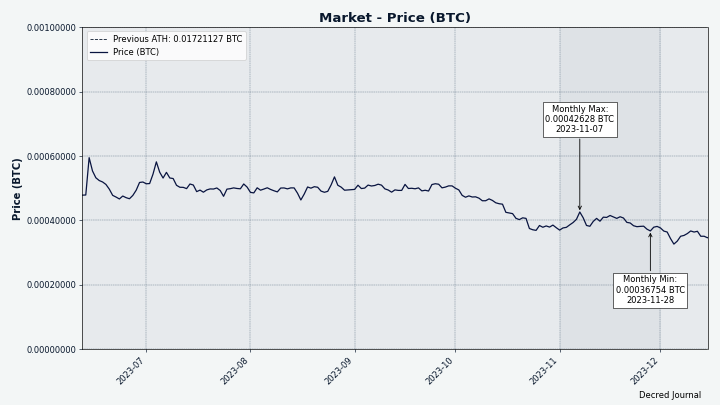 Market - Price (BTC)
Previous ATH: 0.01721127 BTC
Price (BTC)
0.00100000
0.00080000
0.00060000
0.00040000
0.00020000
0.00000000
Price (BTC)
Monthly Max:
0.00042628 BTC
2023-11-07
Monthly Min:
0.00036754 BTC
2023-11-28
2023-07
2023-08
2023-09
2023-10
2023-11
2023-12
Decred Journal